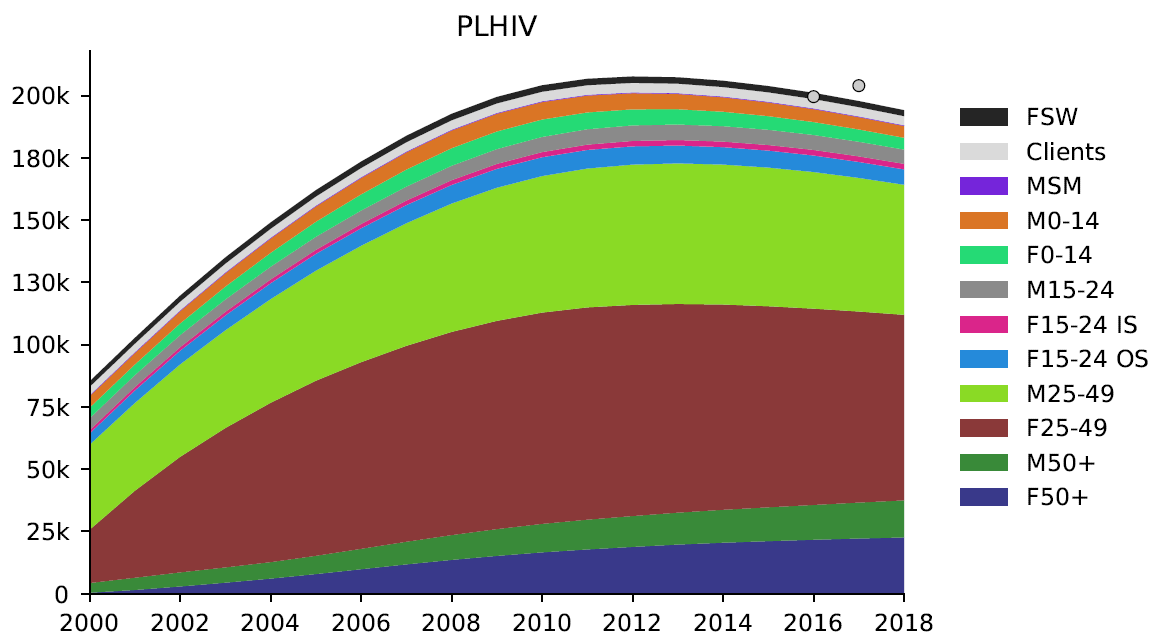 PLHIV
200k
180k
150k
130k
100k
75k
50k
25k
0
2000 2002 2004 2006 2008 2010 2012 2014 2016 2018
FSW
Clients
MSM
M0-14
F0-14
M15-24
F15-24 IS
F15-24 OS
M25-49
F25-49
M50+
F50+